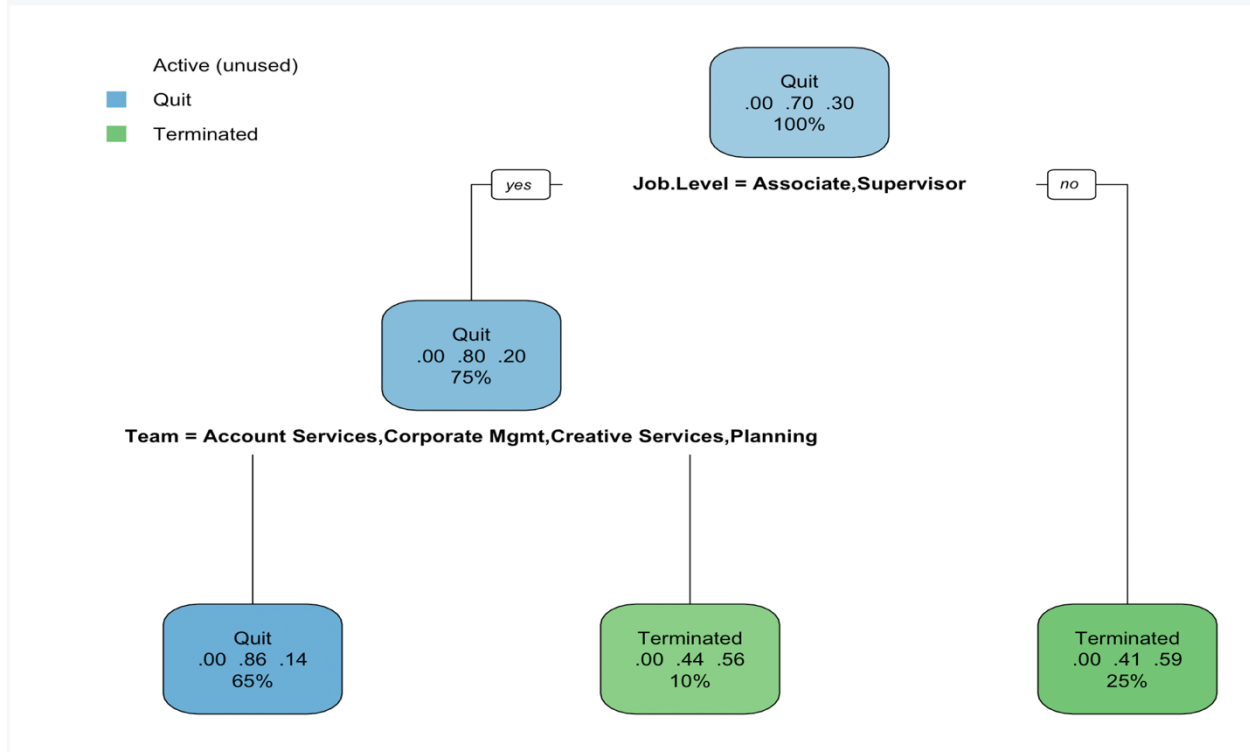 Active (unused)
Quit
Terminated
Quit
.00 .70 .30
100%
yes
Job.Level = Associate,Supervisor
no
Quit
.00 .80 .20
75%
Team = Account Services,Corporate Mgmt,Creative Services,Planning
Quit
.00 .86 .14
65%
Terminated
.00 .44 .56
10%
Terminated
.00 .41 .59
25%